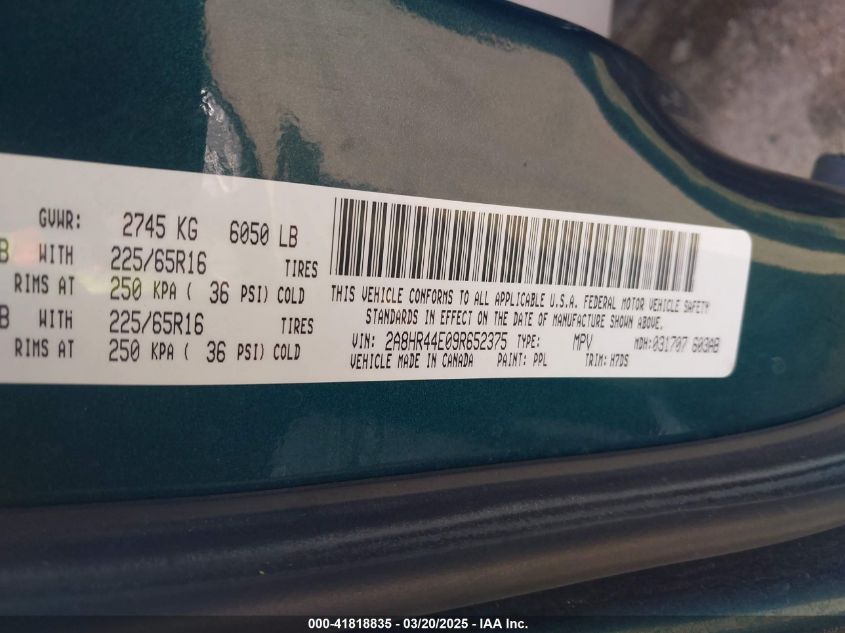 GVWR: 2745 KG 6050 LB
B WITH 225/65R16 TIRES
RIMS AT 250 KPA ( 36 PSI) COLD
B WITH 225/65R16 TIRES
RIMS AT 250 KPA ( 36 PSI) COLD
THIS VEHICLE CONFORMS TO ALL APPLICABLE U.S.A. FEDERAL MOTOR VEHICLE SAFETY
STANDARDS IN EFFECT ON THE DATE OF MANUFACTURE SHOWN ABOVE.
VIN: 2A8HR44E09R652375 TYPE: MPV MDH:031707 603AB
VEHICLE MADE IN CANADA PAINT: PPL TRIM: H7DS
000-41818835 - 03/20/2025 - IAA Inc.